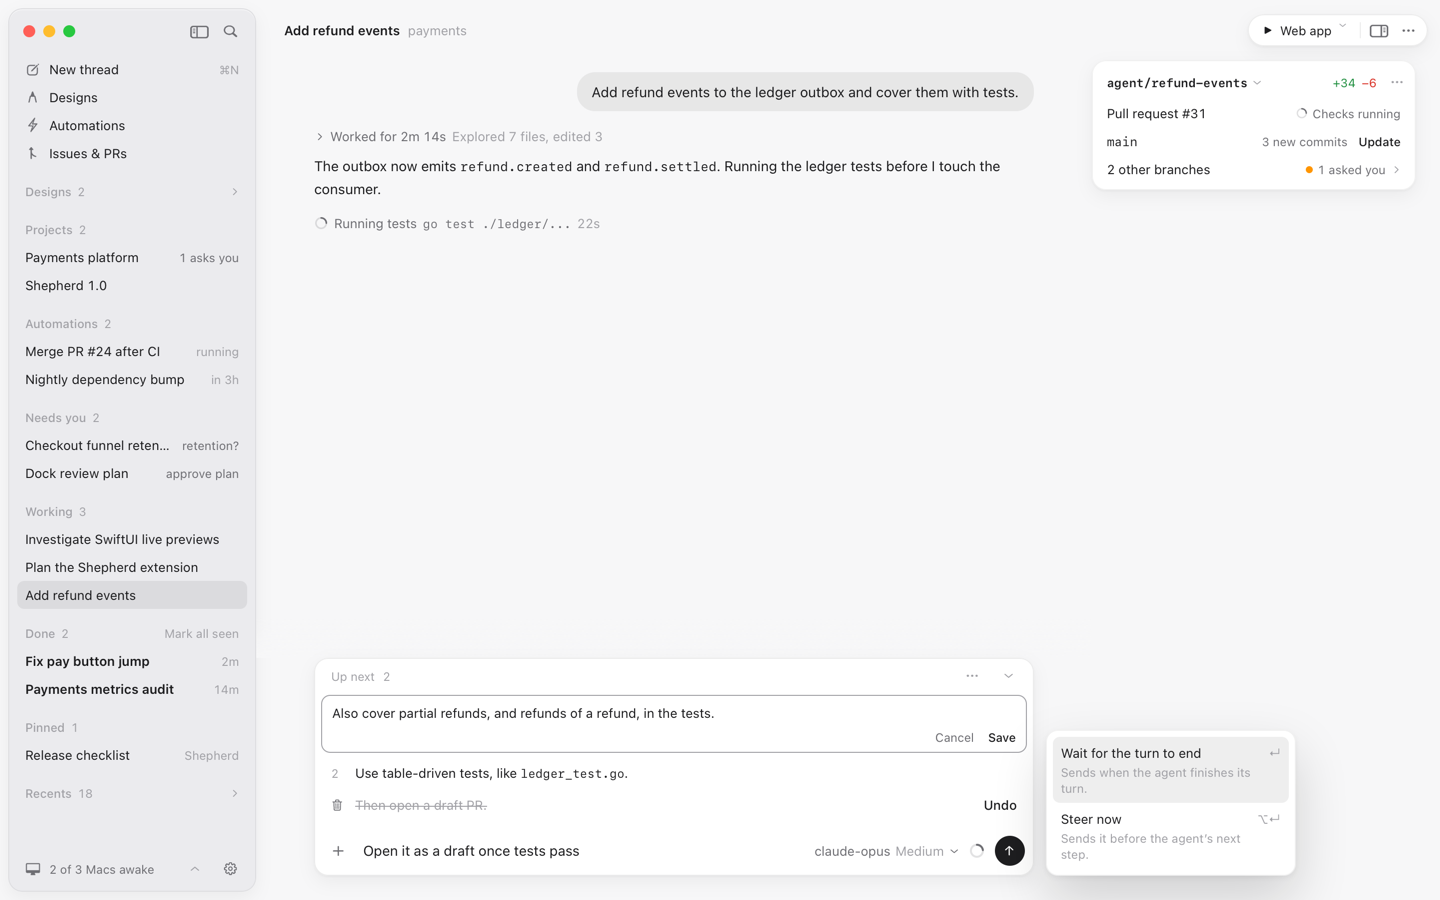 Add refund events payments
Web app
New thread ⌘N
Designs
Automations
Issues & PRs
Designs 2
Projects 2
Payments platform 1 asks you
Shepherd 1.0
Automations 2
Merge PR #24 after CI running
Nightly dependency bump in 3h
Needs you 2
Checkout funnel reten... retention?
Dock review plan approve plan
Working 3
Investigate SwiftUI live previews
Plan the Shepherd extension
Add refund events
Done 2 Mark all seen
Fix pay button jump 2m
Payments metrics audit 14m
Pinned 1
Release checklist Shepherd
Recents 18
2 of 3 Macs awake
Add refund events to the ledger outbox and cover them with tests.
Worked for 2m 14s Explored 7 files, edited 3
The outbox now emits refund.created and refund.settled. Running the ledger tests before I touch the
consumer.
Running tests go test ./ledger/... 22s
agent/refund-events +34 −6
Pull request #31 Checks running
main 3 new commits Update
2 other branches 1 asked you
Up next 2
Also cover partial refunds, and refunds of a refund, in the tests.
Cancel Save
2 Use table-driven tests, like ledger_test.go.
Then open a draft PR. Undo
Open it as a draft once tests pass claude-opus Medium
Wait for the turn to end ↵
Sends when the agent finishes its
turn.
Steer now ⌥↵
Sends it before the agent's next
step.